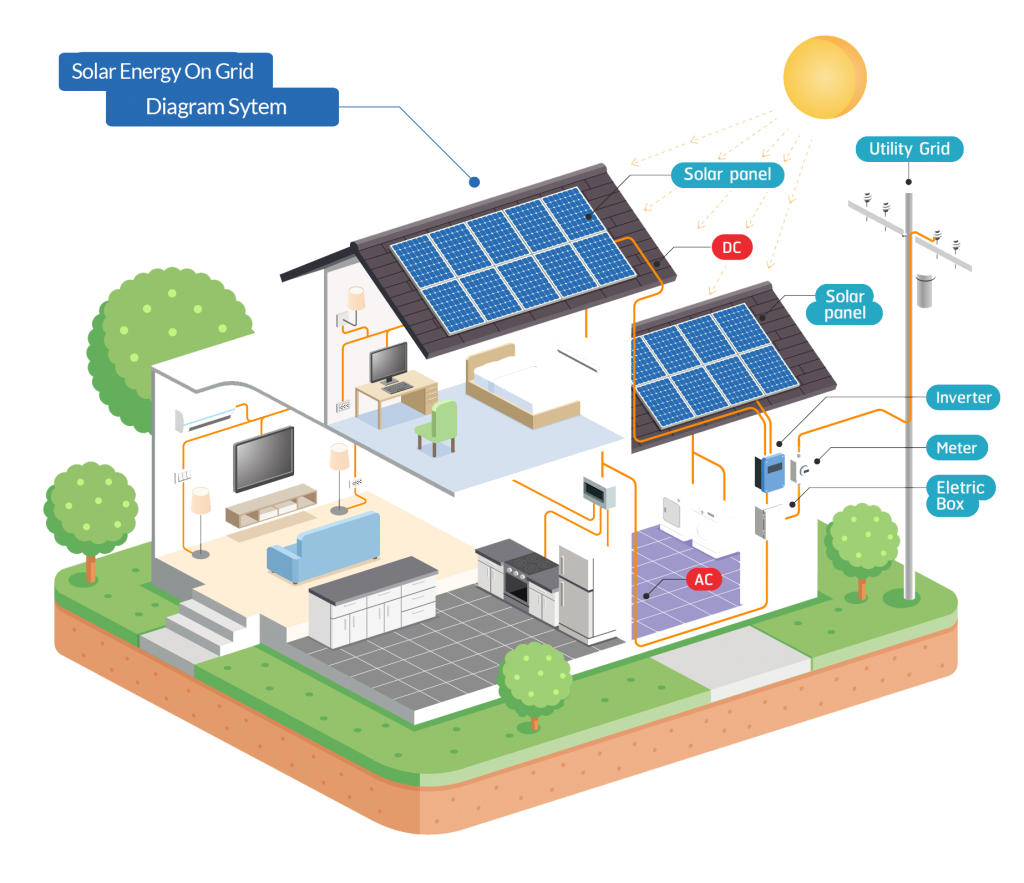 Solar Energy On Grid
Diagram Sytem
Utility Grid
Solar panel
DC
Solar
panel
Inverter
Meter
Eletric
Box
AC